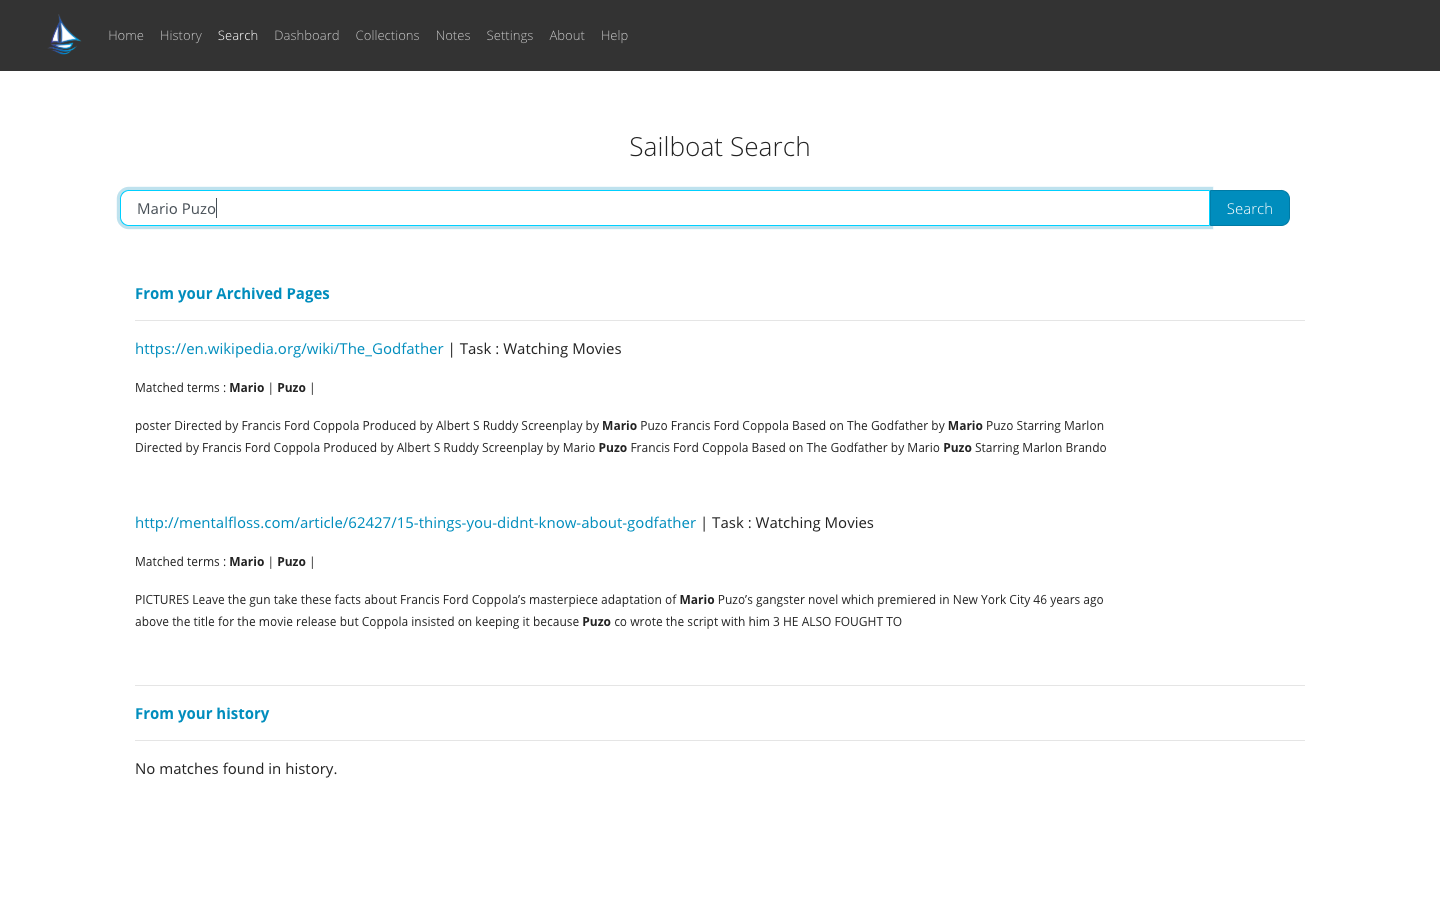 Home History Search Dashboard Collections Notes Settings About Help
Sailboat Search
Mario Puzo Search
From your Archived Pages
https://en.wikipedia.org/wiki/The_Godfather | Task : Watching Movies
Matched terms : Mario | Puzo |
poster Directed by Francis Ford Coppola Produced by Albert S Ruddy Screenplay by Mario Puzo Francis Ford Coppola Based on The Godfather by Mario Puzo Starring Marlon
Directed by Francis Ford Coppola Produced by Albert S Ruddy Screenplay by Mario Puzo Francis Ford Coppola Based on The Godfather by Mario Puzo Starring Marlon Brando
http://mentalfloss.com/article/62427/15-things-you-didnt-know-about-godfather | Task : Watching Movies
Matched terms : Mario | Puzo |
PICTURES Leave the gun take these facts about Francis Ford Coppola’s masterpiece adaptation of Mario Puzo’s gangster novel which premiered in New York City 46 years ago
above the title for the movie release but Coppola insisted on keeping it because Puzo co wrote the script with him 3 HE ALSO FOUGHT TO
From your history
No matches found in history.